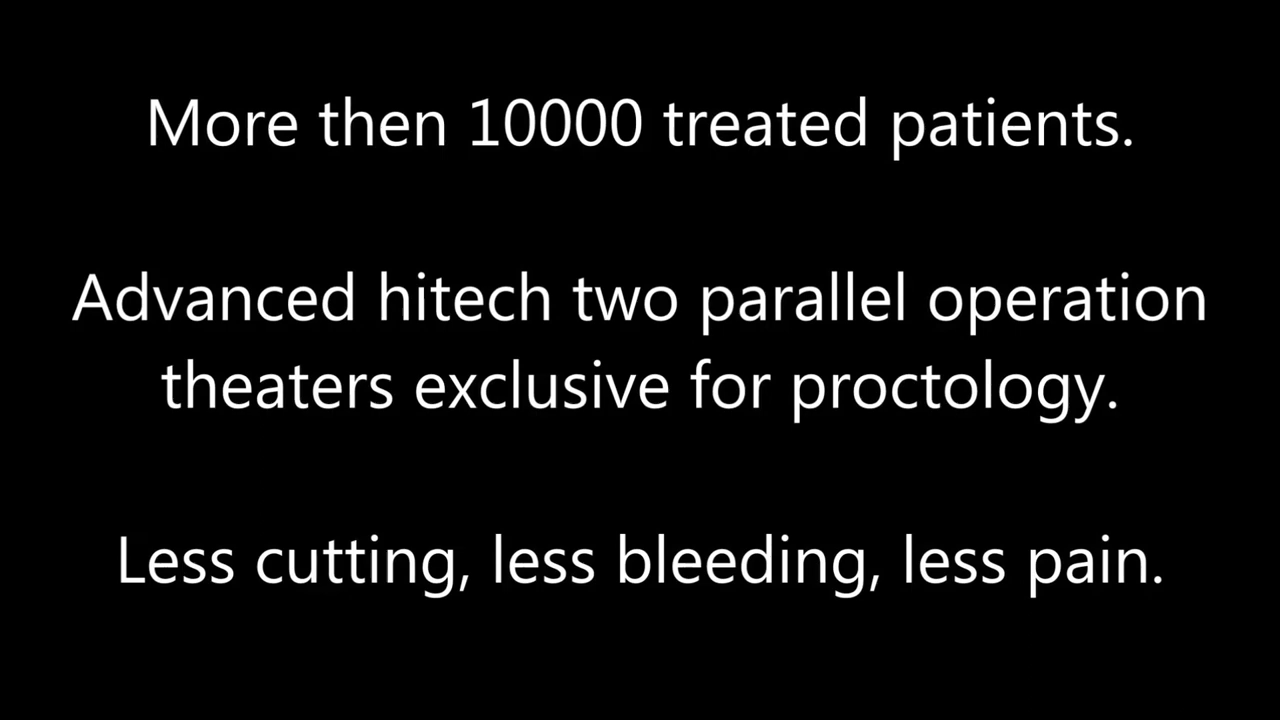 More then 10000 treated patients.
Advanced hitech two parallel operation
theaters exclusive for proctology.
Less cutting, less bleeding, less pain.